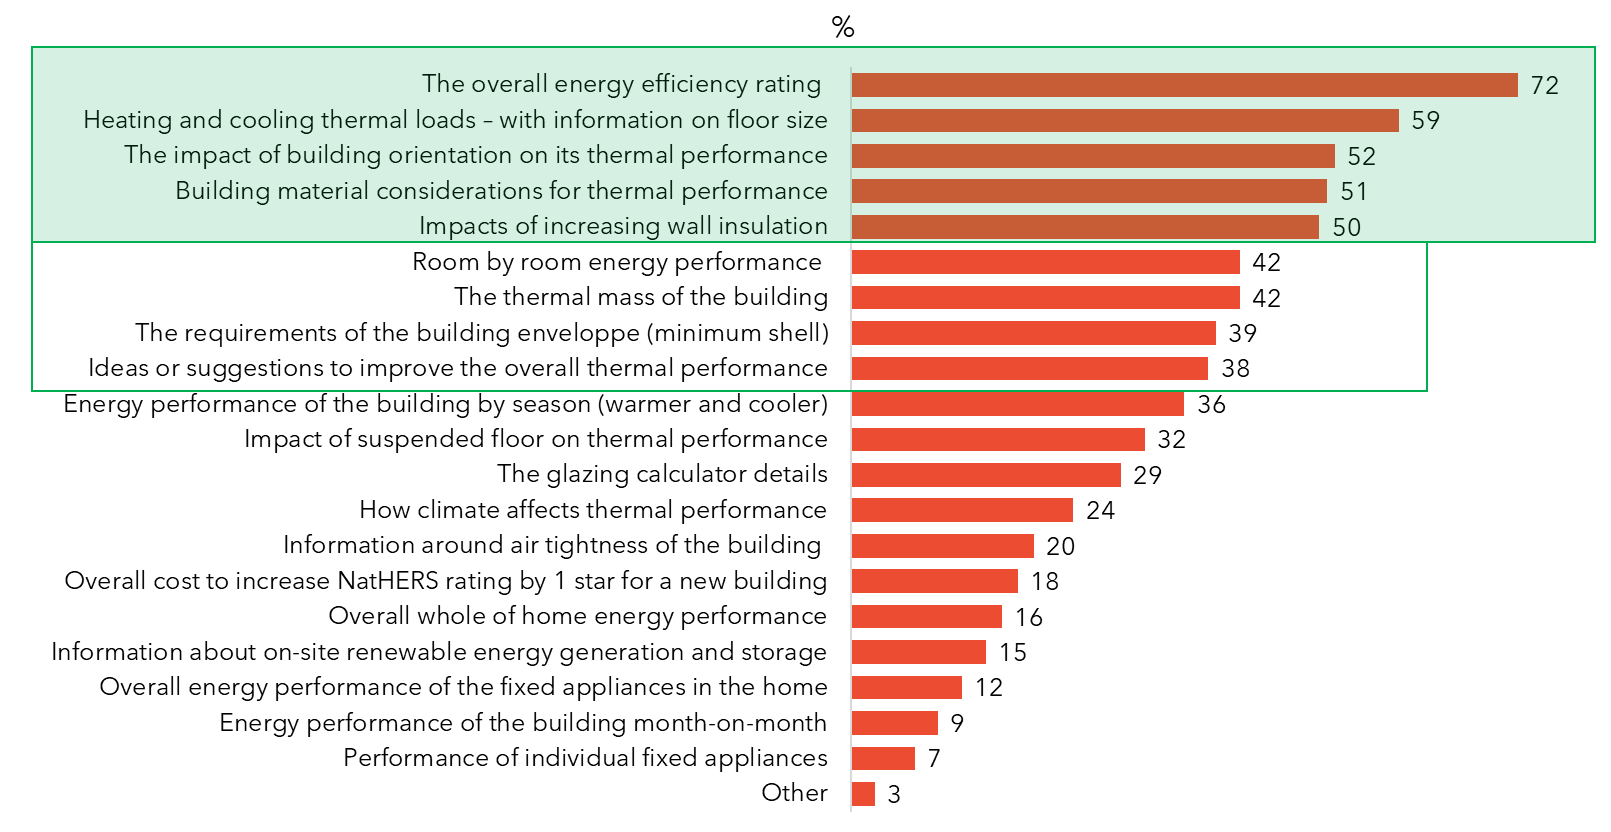 %
The overall energy efficiency rating 72
Heating and cooling thermal loads – with information on floor size 59
The impact of building orientation on its thermal performance 52
Building material considerations for thermal performance 51
Impacts of increasing wall insulation 50
Room by room energy performance 42
The thermal mass of the building 42
The requirements of the building enveloppe (minimum shell) 39
Ideas or suggestions to improve the overall thermal performance 38
Energy performance of the building by season (warmer and cooler) 36
Impact of suspended floor on thermal performance 32
The glazing calculator details 29
How climate affects thermal performance 24
Information around air tightness of the building 20
Overall cost to increase NatHERS rating by 1 star for a new building 18
Overall whole of home energy performance 16
Information about on-site renewable energy generation and storage 15
Overall energy performance of the fixed appliances in the home 12
Energy performance of the building month-on-month 9
Performance of individual fixed appliances 7
Other 3